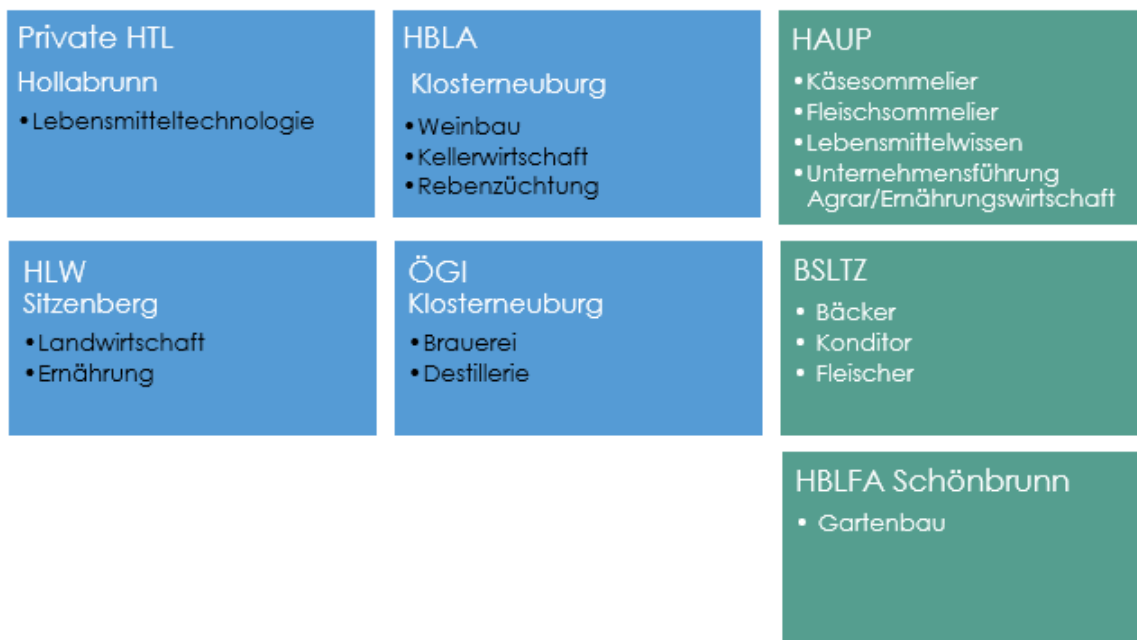 Private HTL
Hollabrunn
• Lebensmitteltechnologie
HBLA
Klosterneuburg
• Weinbau
• Kellerwirtschaft
• Rebenzüchtung
HAUP
• Käsesommelier
• Fleischsommelier
• Lebensmittelwissen
• Unternehmensführung
Agrar/Ernährungswirtschaft
HLW
Sitzenberg
• Landwirtschaft
• Ernährung
ÖGI
Klosterneuburg
• Brauerei
• Destillerie
BSLTZ
• Bäcker
• Konditor
• Fleischer
HBLFA Schönbrunn
• Gartenbau